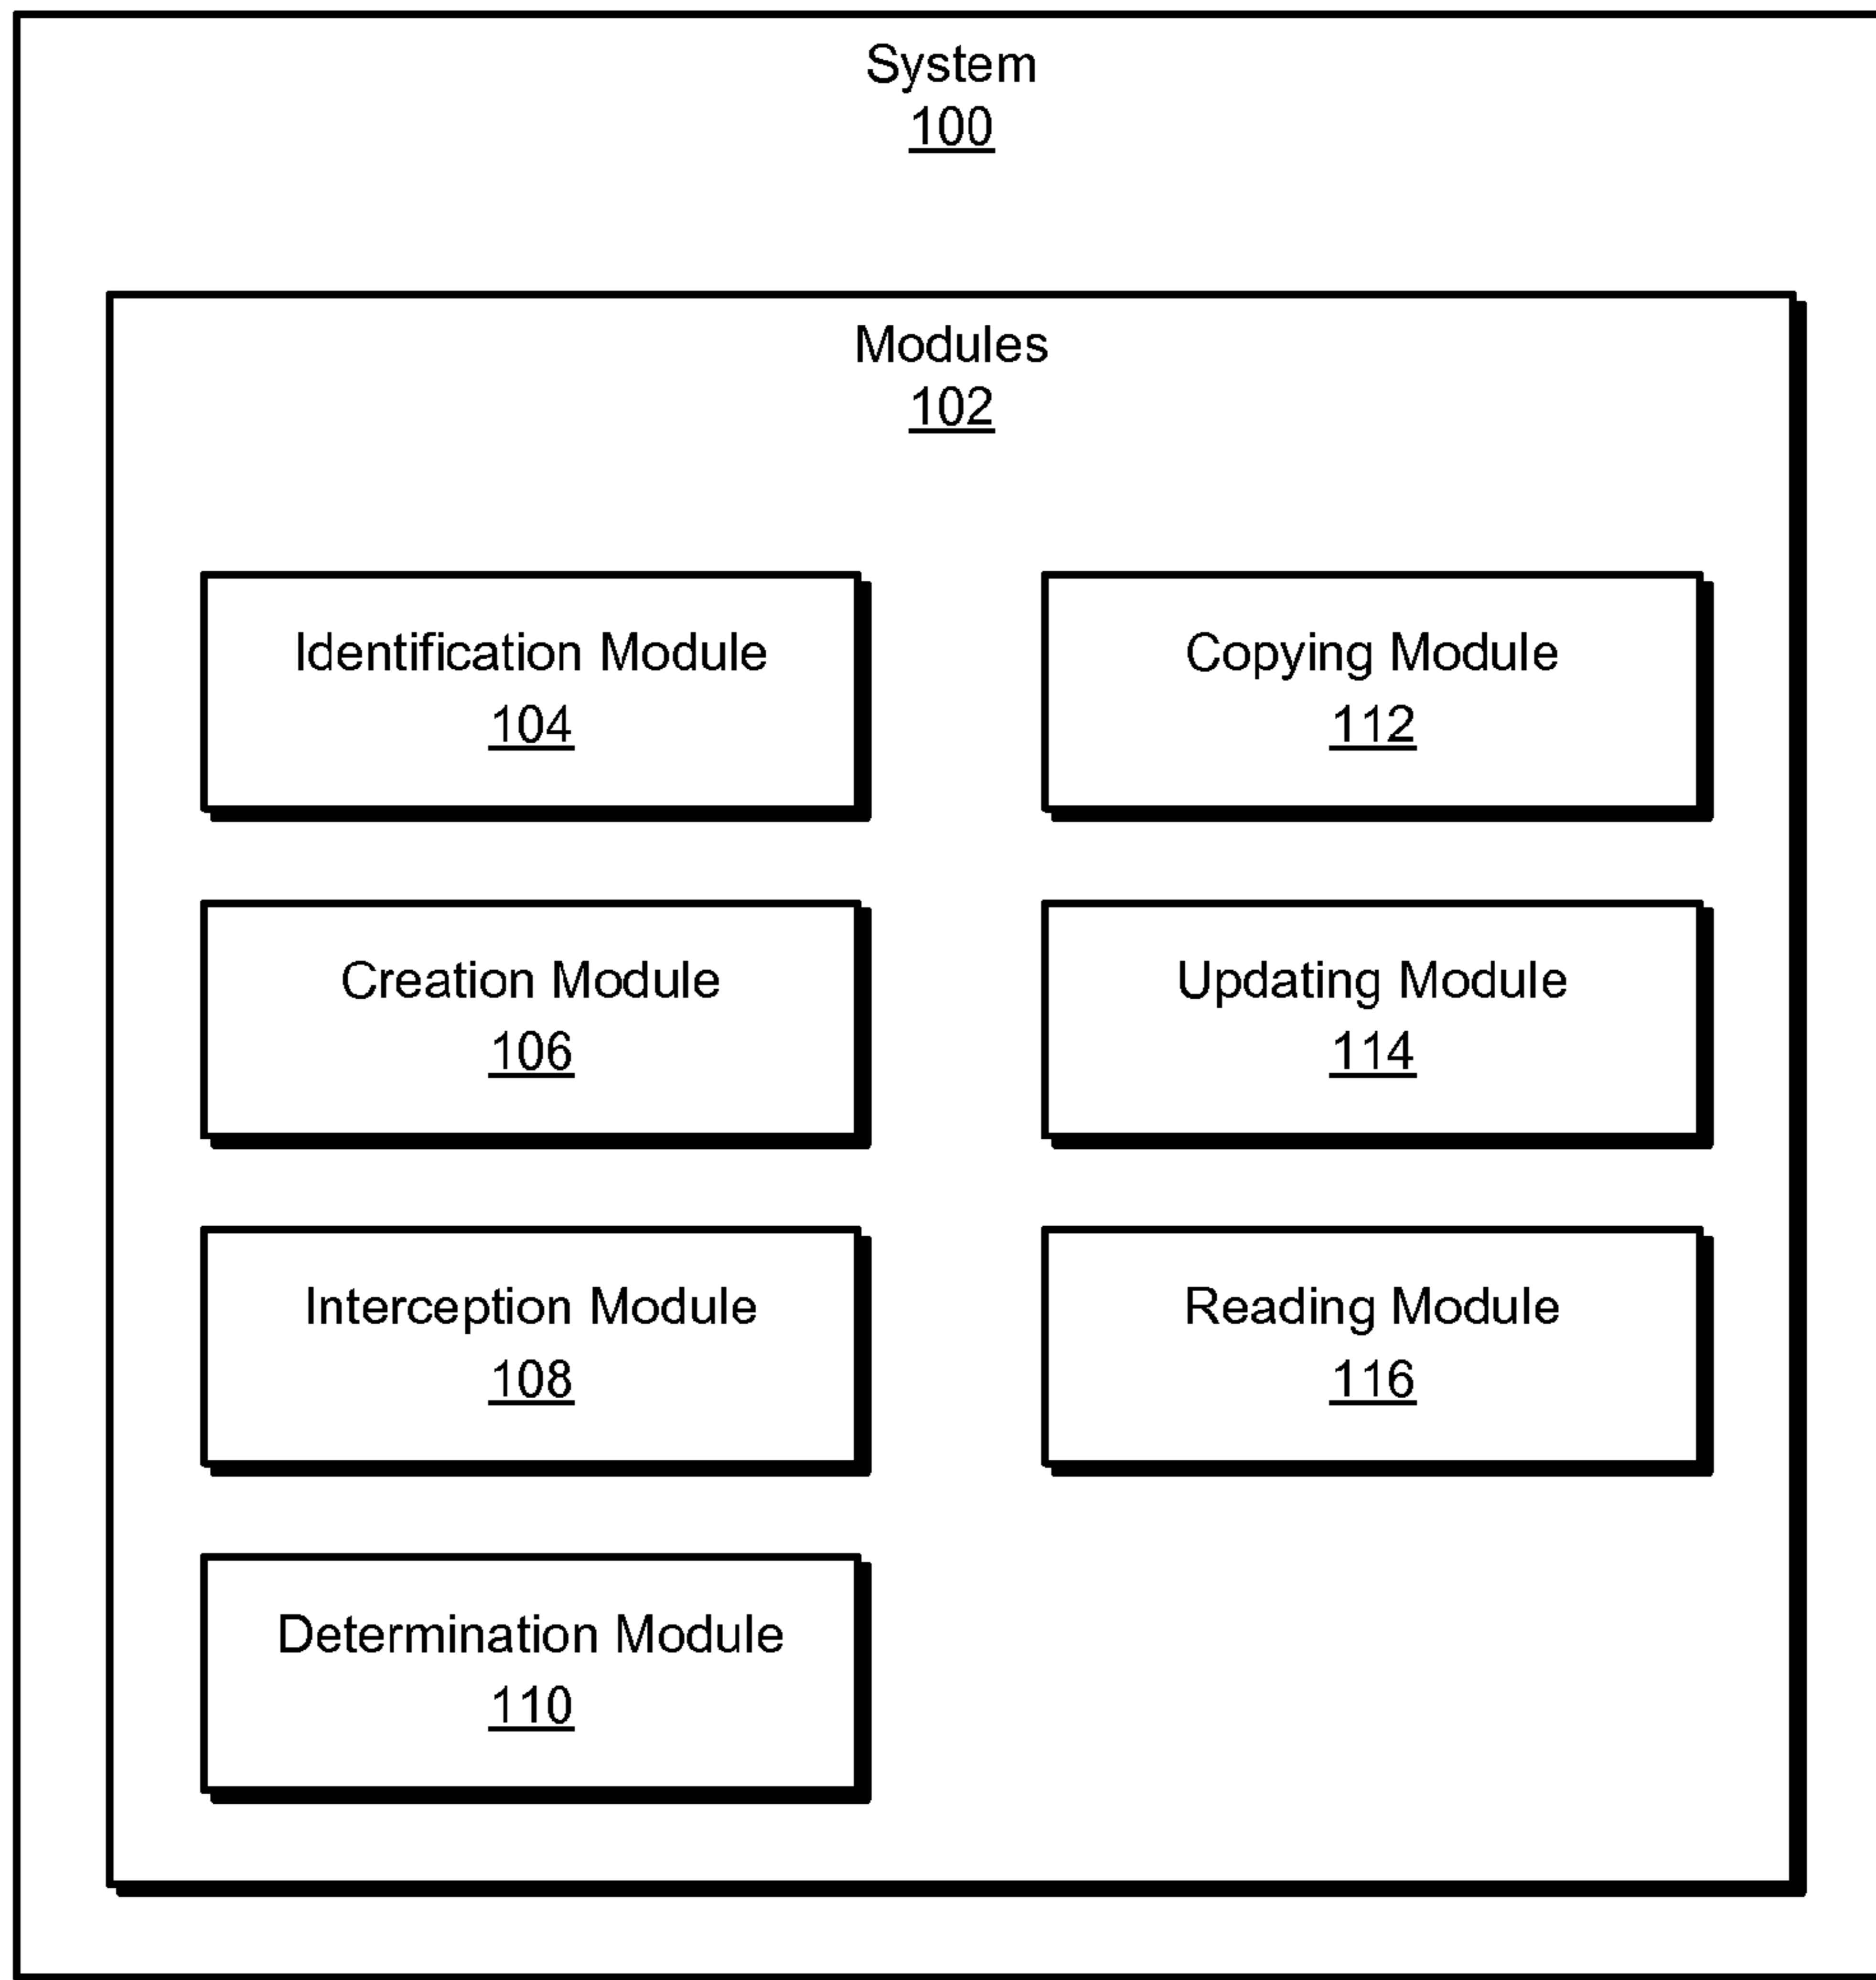 System
100
Modules
102
Identification Module
104
Creation Module
106
Interception Module
108
Determination Module
110
Copying Module
112
Updating Module
114
Reading Module
116